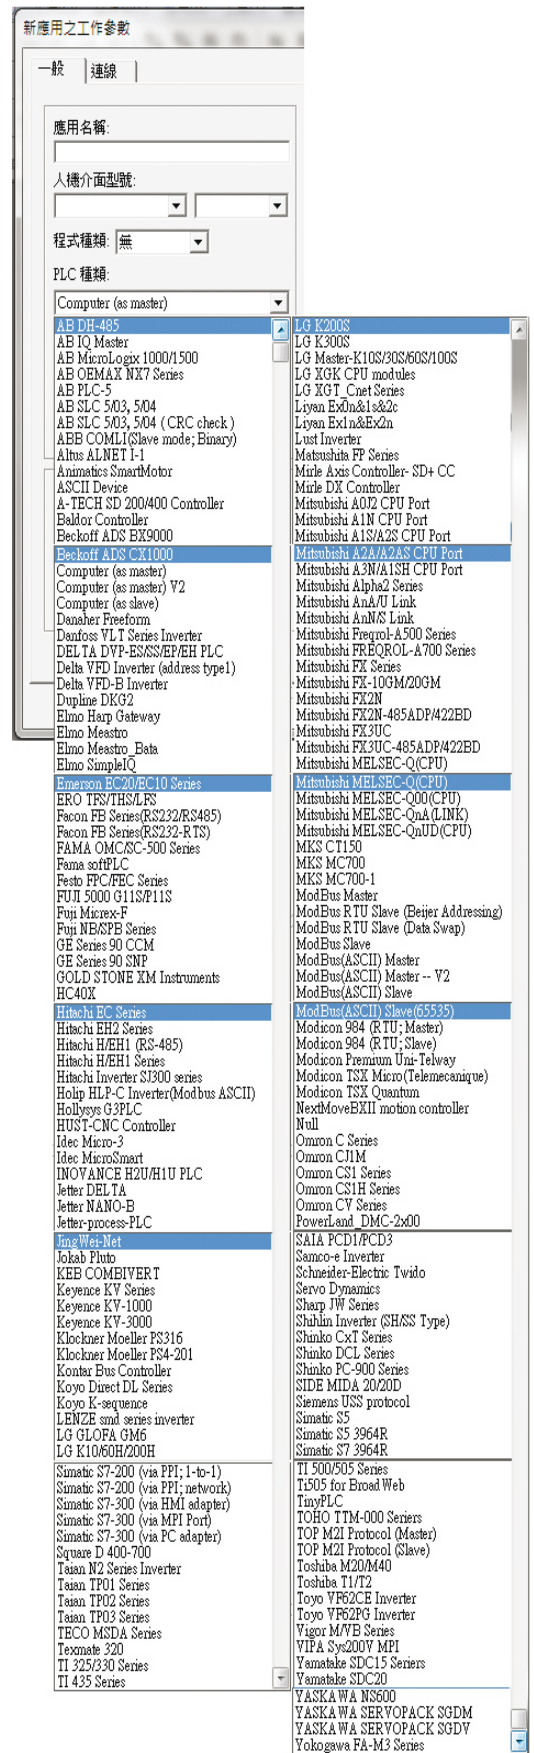 新應用之工作參數
一般
連線
應用名稱:
人機介面型號:
程式種類: 無
PLC 種類:
Computer (as master)
AB DH-485
AB IQ Master
AB MicroLogix 1000/1500
AB OEMAX NX7 Series
AB PLC-5
AB SLC 5/03, 5/04
AB SLC 5/03, 5/04 ( CRC check )
ABB COMLI(Slave mode; Binary)
Altus ALNET I-1
Animatics SmartMotor
ASCII Device
A-TECH SD 200/400 Controller
Baldor Controller
Beckoff ADS BX9000
Beckoff ADS CX1000
Computer (as master)
Computer (as master) V2
Computer (as slave)
Danaher Freeform
Danfoss VLT Series Inverter
DELTA DVP-ES/SS/EP/EH PLC
Delta VFD Inverter (address type1)
Delta VFD-B Inverter
Dupline DKG2
Elmo Harp Gateway
Elmo Meastro
Elmo Meastro_Bata
Elmo SimpleIQ
Emerson EC20/EC10 Series
ERO TFS/THS/LFS
Facon FB Series(RS232/RS485)
Facon FB Series(RS232-RTS)
FAMA OMC/SC-500 Series
Fama softPLC
Festo FPC/FEC Series
FUJI 5000 G11S/P11S
Fuji Micrex-F
Fuji NB/SPB Series
GE Series 90 CCM
GE Series 90 SNP
GOLD STONE XM Instruments
HC40X
Hitachi EC Series
Hitachi EH2 Series
Hitachi H/EH1 (RS-485)
Hitachi H/EH1 Series
Hitachi Inverter SJ300 series
Holip HLP-C Inverter(Modbus ASCII)
Hollysys G3PLC
HUST-CNC Controller
Idec Micro-3
Idec MicroSmart
INOVANCE H2U/H1U PLC
Jetter DELTA
Jetter NANO-B
Jetter-process-PLC
JingWei-Net
Jokab Pluto
KEB COMBIVERT
Keyence KV Series
Keyence KV-1000
Keyence KV-3000
Klockner Moeller PS316
Klockner Moeller PS4-201
Kontar Bus Controller
Koyo Direct DL Series
Koyo K-sequence
LENZE smd series inverter
LG GLOFA GM6
LG K10/60H/200H
Simatic S7-200 (via PPI; 1-to-1)
Simatic S7-200 (via PPI; network)
Simatic S7-300 (via HMI adapter)
Simatic S7-300 (via MPI Port)
Simatic S7-300 (via PC adapter)
Square D 400-700
Taian N2 Series Inverter
Taian TP01 Series
Taian TP02 Series
Taian TP03 Series
TECO MSDA Series
Texmate 320
TI 325/330 Series
TI 435 Series
LG K200S
LG K300S
LG Master-K10S/30S/60S/100S
LG XGK CPU modules
LG XGT_Cnet Series
Liyan Ex0n&1s&2c
Liyan Ex1n&Ex2n
Lust Inverter
Matsushita FP Series
Mirle Axis Controller- SD+ CC
Mirle DX Controller
Mitsubishi A0J2 CPU Port
Mitsubishi A1N CPU Port
Mitsubishi A1S/A2S CPU Port
Mitsubishi A2A/A2AS CPU Port
Mitsubishi A3N/A1SH CPU Port
Mitsubishi Alpha2 Series
Mitsubishi AnA/U Link
Mitsubishi AnN/S Link
Mitsubishi Freqrol-A500 Series
Mitsubishi FREQROL-A700 Series
Mitsubishi FX Series
Mitsubishi FX-10GM/20GM
Mitsubishi FX2N
Mitsubishi FX2N-485ADP/422BD
Mitsubishi FX3UC
Mitsubishi FX3UC-485ADP/422BD
Mitsubishi MELSEC-Q(CPU)
Mitsubishi MELSEC-Q(CPU)
Mitsubishi MELSEC-Q00(CPU)
Mitsubishi MELSEC-QnA(LINK)
Mitsubishi MELSEC-QnUD(CPU)
MKS CT150
MKS MC700
MKS MC700-1
ModBus Master
ModBus RTU Slave (Beijer Addressing)
ModBus RTU Slave (Data Swap)
ModBus Slave
ModBus(ASCII) Master
ModBus(ASCII) Master -- V2
ModBus(ASCII) Slave
ModBus(ASCII) Slave(65535)
Modicon 984 (RTU; Master)
Modicon 984 (RTU; Slave)
Modicon Premium Uni-Telway
Modicon TSX Micro(Telemecanique)
Modicon TSX Quantum
NextMoveBXII motion controller
Null
Omron C Series
Omron CJ1M
Omron CS1 Series
Omron CS1H Series
Omron CV Series
PowerLand_DMC-2x00
SAIA PCD1/PCD3
Samco-e Inverter
Schneider-Electric Twido
Servo Dynamics
Sharp JW Series
Shihlin Inverter (SH/SS Type)
Shinko CxT Series
Shinko DCL Series
Shinko PC-900 Series
SIDE MIDA 20/20D
Siemens USS protocol
Simatic S5
Simatic S5 3964R
Simatic S7 3964R
TI 500/505 Series
Ti505 for BroadWeb
TinyPLC
TOHO TTM-000 Seriers
TOP M2I Protocol (Master)
TOP M2I Protocol (Slave)
Toshiba M20/M40
Toshiba T1/T2
Toyo VF62CE Inverter
Toyo VF62PG Inverter
Vigor M/VB Series
VIPA Sys200V MPI
Yamatake SDC15 Seriers
Yamatake SDC20
YASKAWA NS600
YASKAWA SERVOPACK SGDM
YASKAWA SERVOPACK SGDV
Yokogawa FA-M3 Series